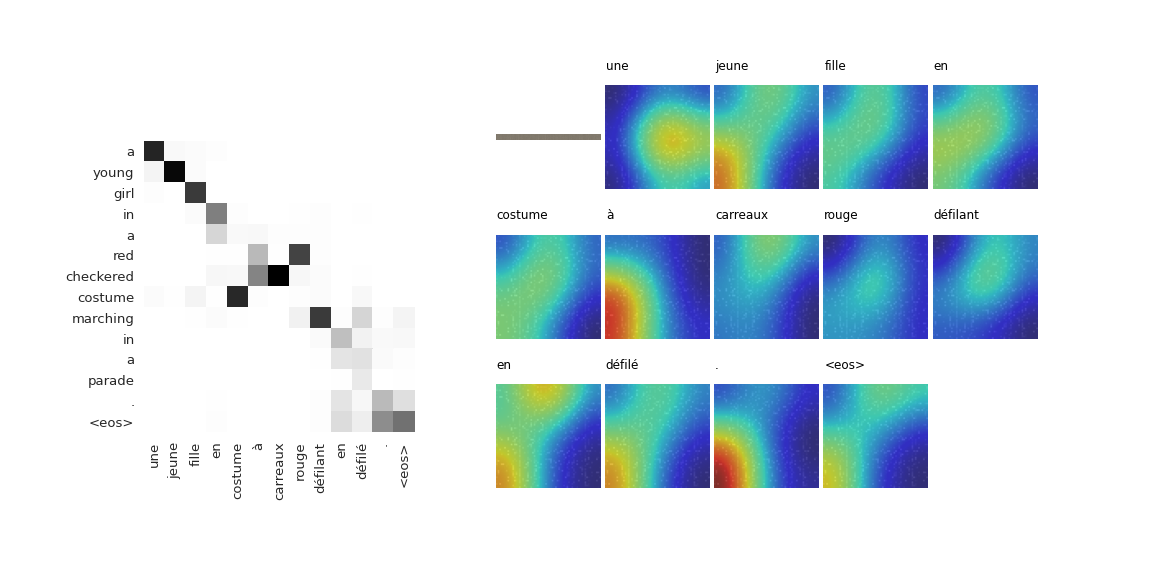 a
young
girl
in
a
red
checkered
costume
marching
in
a
parade
.
<eos>
une
jeune
fille
en
costume
à
carreaux
rouge
défilant
en
défilé
.
<eos>
une jeune fille en
costume à carreaux rouge défilant
en défilé . <eos>